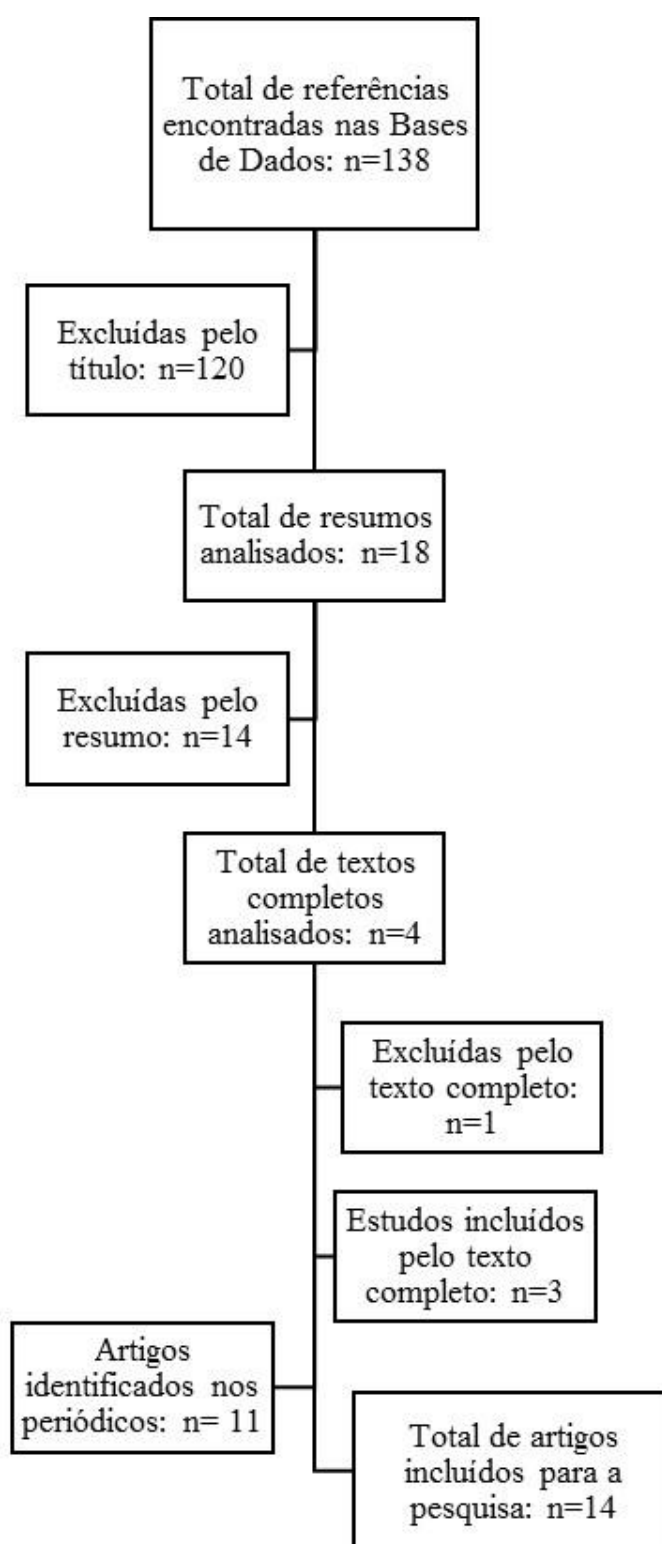 Total de referências
encontradas nas Bases
de Dados: n=138
Excluídas pelo
título: n=120
Total de resumos
analisados: n=18
Excluídas pelo
resumo: n=14
Total de textos
completos
analisados: n=4
Excluídas pelo
texto completo:
n=1
Estudos incluídos
pelo texto
completo: n=3
Artigos
identificados nos
periódicos: n= 11
Total de artigos
incluídos para a
pesquisa: n=14